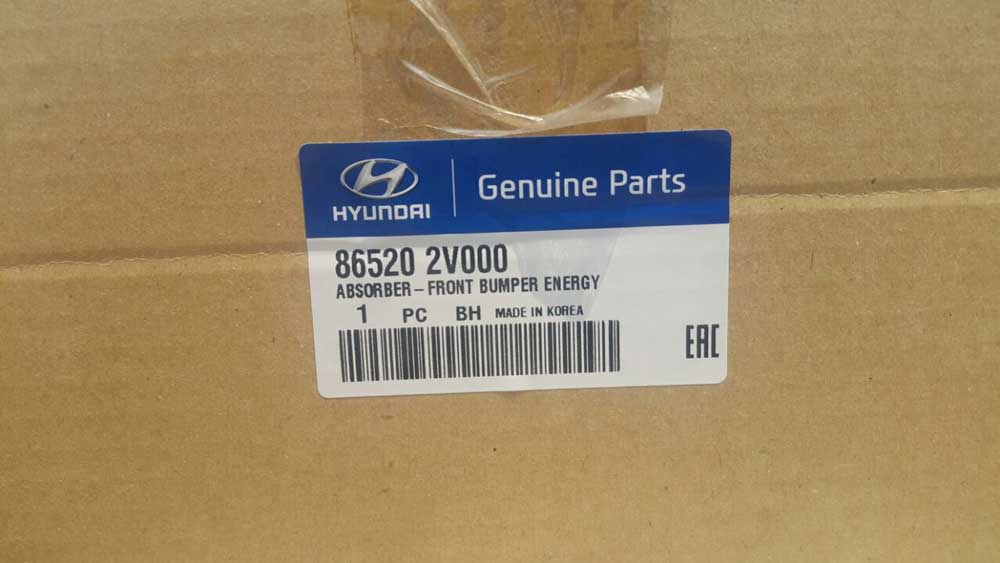 HYUNDAI
Genuine Parts
86520 2V000
ABSORBER – FRONT BUMPER ENERGY
1 PC BH MADE IN KOREA
EAC